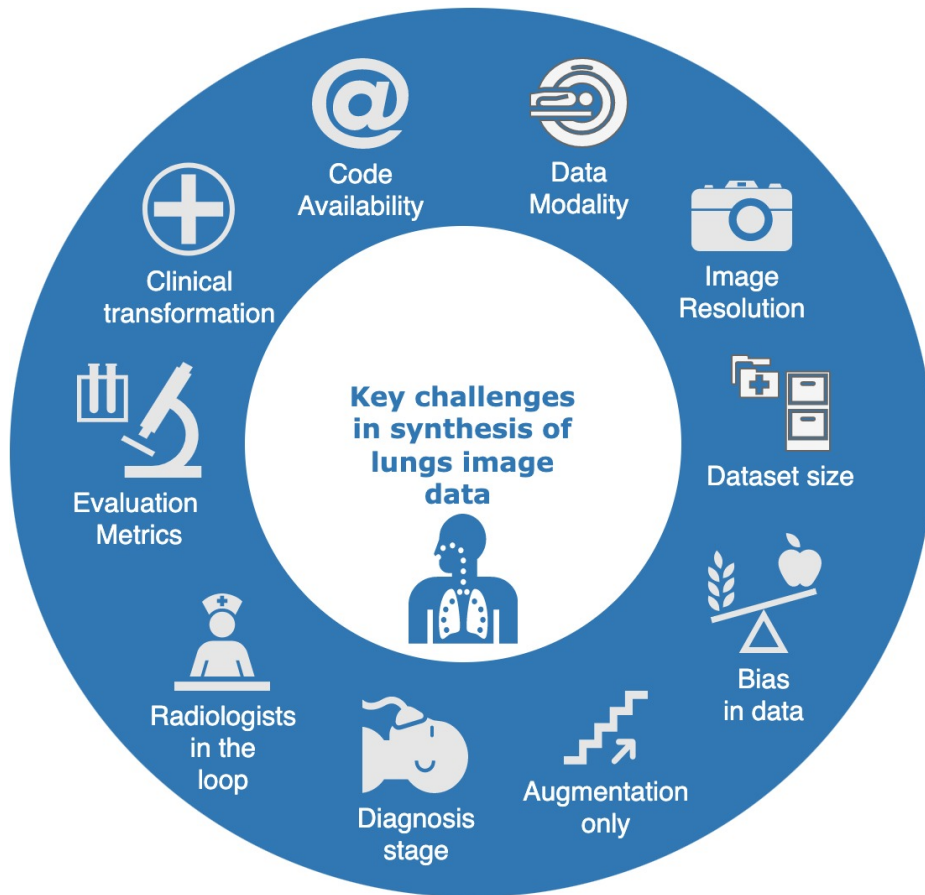 @
Code
Availability
Data
Modality
Image
Resolution
Dataset size
Bias
in data
Augmentation
only
Diagnosis
stage
Radiologists
in the
loop
Evaluation
Metrics
Clinical
transformation
Key challenges
in synthesis of
lungs image
data